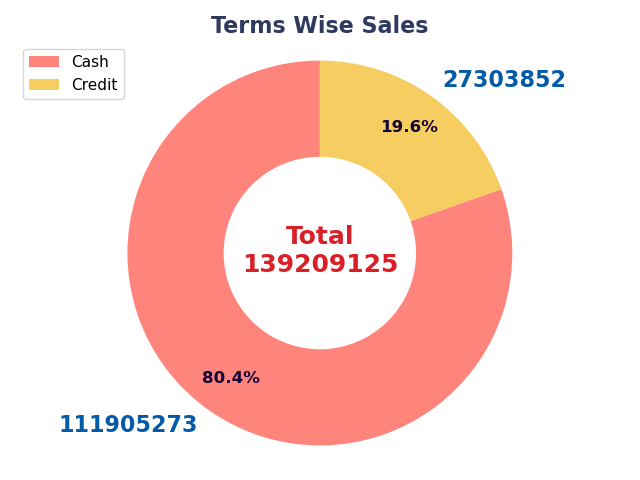 Terms Wise Sales
Cash
Credit
27303852
19.6%
Total
139209125
80.4%
111905273